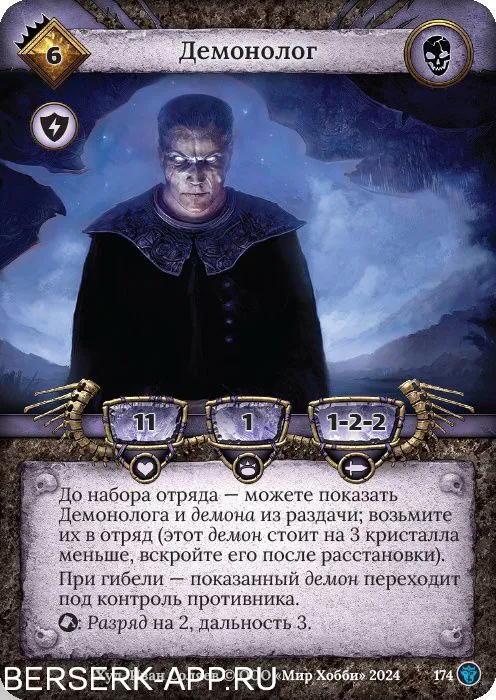 6
Демонолог
11
1
1-2-2
До набора отряда — можете показать
Демонолога и демона из раздачи; возьмите
их в отряд (этот демон стоит на 3 кристалла
меньше, вскройте его после расстановки).
При гибели — показанный демон переходит
под контроль противника.
: Разряд на 2, дальность 3.
«Мир Хобби» 2024
174
BERSERK-APP.RU